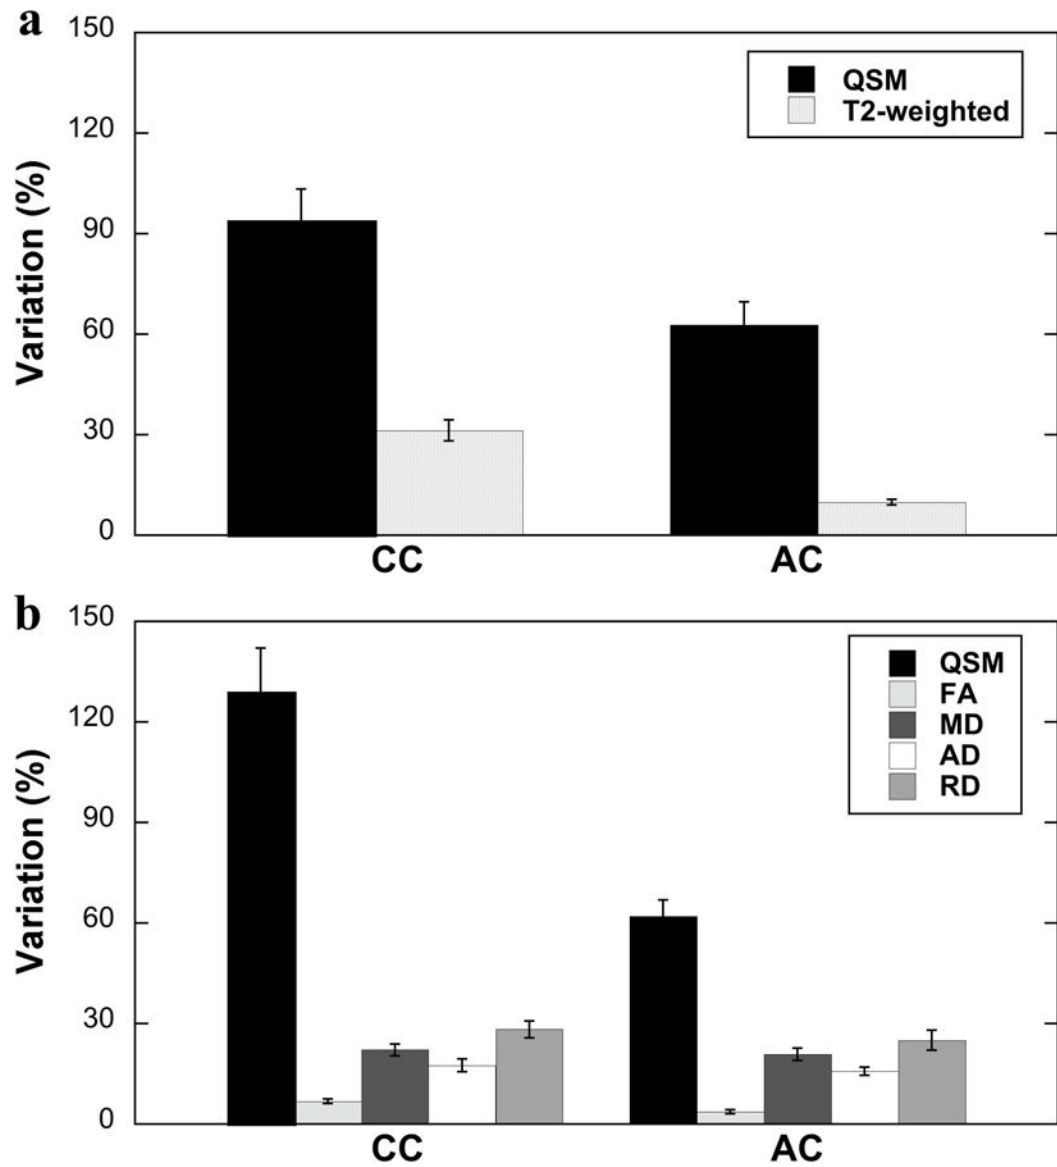 a
150
120
90
60
30
0
Variation (%)
QSM
T2-weighted
CC
AC
b
150
120
90
60
30
0
Variation (%)
QSM
FA
MD
AD
RD
CC
AC